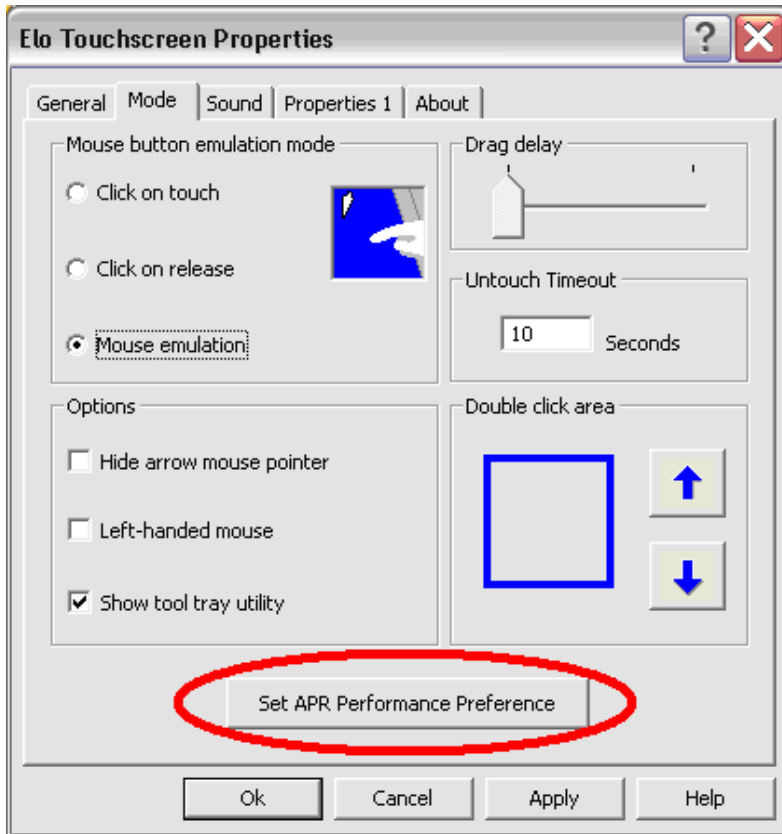 Elo Touchscreen Properties
General Mode Sound Properties 1 About
Mouse button emulation mode
Click on touch
Click on release
Mouse emulation
Drag delay
Untouch Timeout
10 Seconds
Options
Hide arrow mouse pointer
Left-handed mouse
Show tool tray utility
Double click area
Set APR Performance Preference
Ok Cancel Apply Help